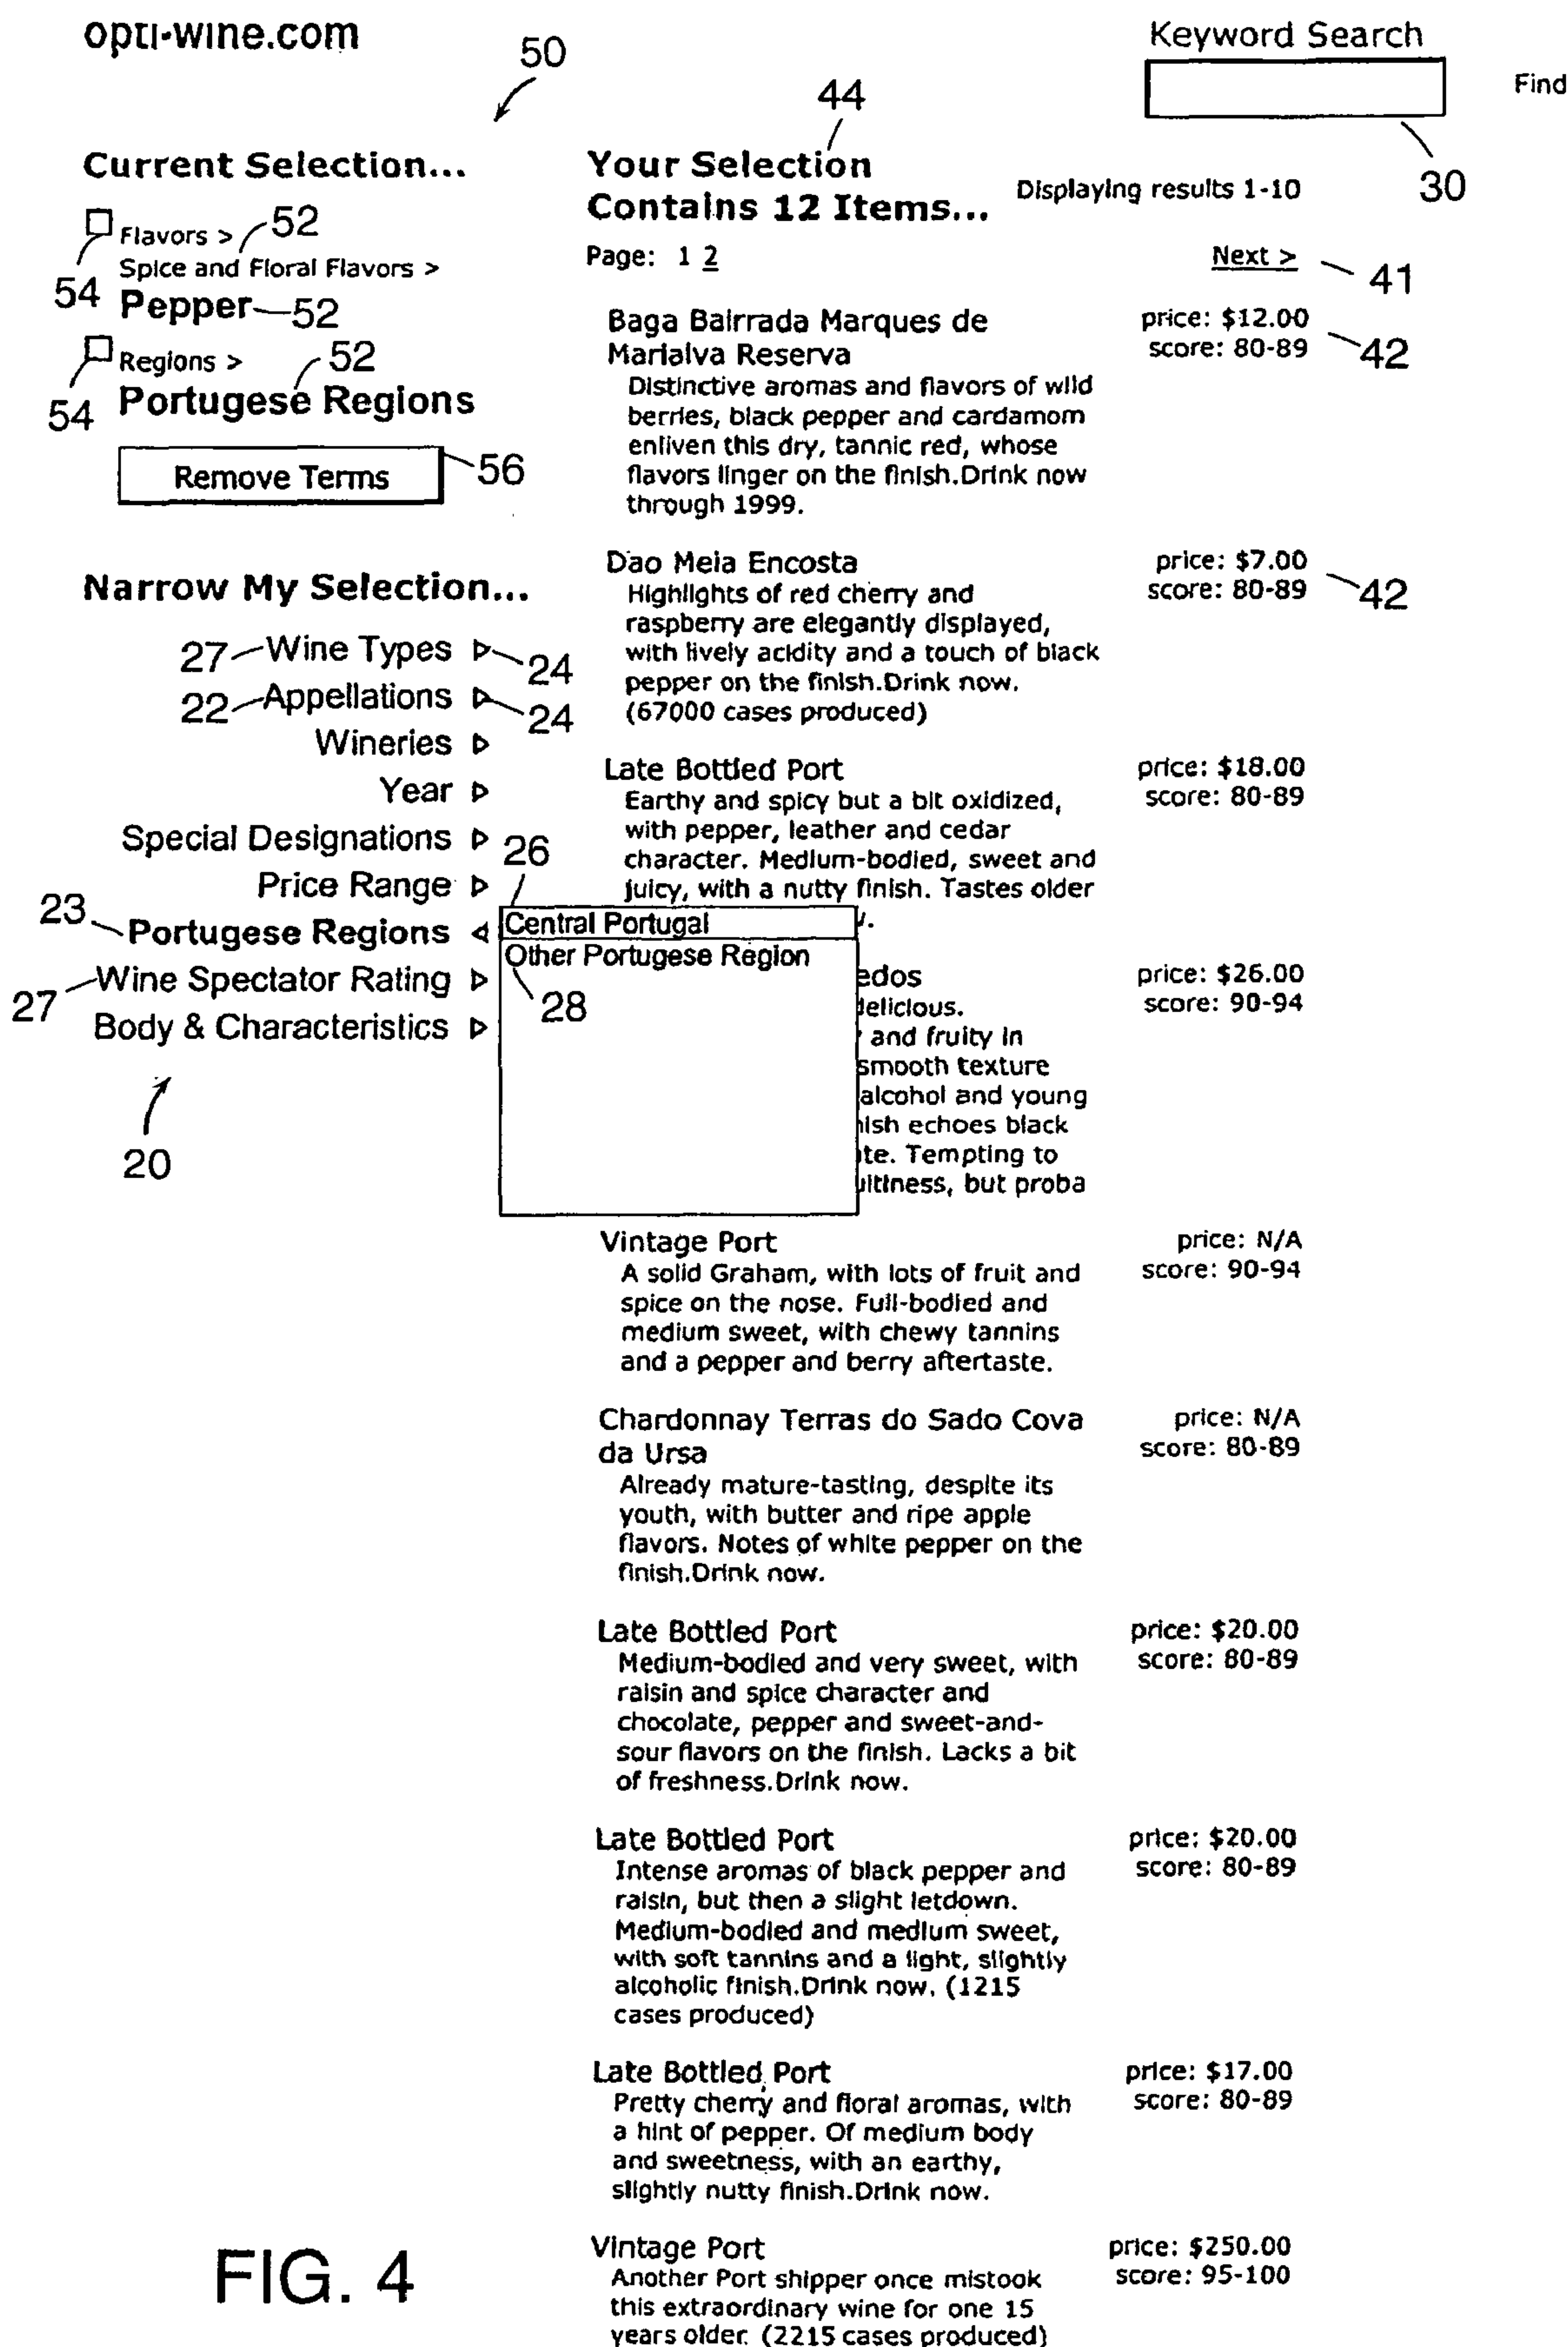 opti-wine.com
50
Keyword Search
Find
30
44
Current Selection...
Flavors > 52
Spice and Floral Flavors >
54
Pepper 52
Regions > 52
54
Portugese Regions
Remove Terms 56
Your Selection
Contains 12 Items...
Displaying results 1-10
Page: 1 2
Next > 41
Narrow My Selection...
27 Wine Types 24
22 Appellations 24
Wineries
Year
Special Designations
Price Range
23 Portugese Regions
27 Wine Spectator Rating
Body & Characteristics
20
26
Central Portugal
Other Portugese Region
28
Baga Bairrada Marques de
Marialva Reserva
price: $12.00
score: 80-89
42
Distinctive aromas and flavors of wild
berries, black pepper and cardamom
enliven this dry, tannic red, whose
flavors linger on the finish.Drink now
through 1999.
Dao Meia Encosta
price: $7.00
score: 80-89
42
Highlights of red cherry and
raspberry are elegantly displayed,
with lively acidity and a touch of black
pepper on the finish.Drink now.
(67000 cases produced)
Late Bottled Port
price: $18.00
score: 80-89
Earthy and spicy but a bit oxidized,
with pepper, leather and cedar
character. Medium-bodied, sweet and
juicy, with a nutty finish. Tastes older
edos
price: $26.00
score: 90-94
delicious.
and fruity in
smooth texture
alcohol and young
ish echoes black
te. Tempting to
uitiness, but proba
Vintage Port
price: N/A
score: 90-94
A solid Graham, with lots of fruit and
spice on the nose. Full-bodied and
medium sweet, with chewy tannins
and a pepper and berry aftertaste.
Chardonnay Terras do Sado Cova
da Ursa
price: N/A
score: 80-89
Already mature-tasting, despite its
youth, with butter and ripe apple
flavors. Notes of white pepper on the
finish.Drink now.
Late Bottled Port
price: $20.00
score: 80-89
Medium-bodied and very sweet, with
raisin and spice character and
chocolate, pepper and sweet-and-
sour flavors on the finish. Lacks a bit
of freshness.Drink now.
Late Bottled Port
price: $20.00
score: 80-89
Intense aromas of black pepper and
raisin, but then a slight letdown.
Medium-bodied and medium sweet,
with soft tannins and a light, slightly
alcoholic finish.Drink now. (1215
cases produced)
Late Bottled Port
price: $17.00
score: 80-89
Pretty cherry and floral aromas, with
a hint of pepper. Of medium body
and sweetness, with an earthy,
slightly nutty finish.Drink now.
Vintage Port
price: $250.00
score: 95-100
Another Port shipper once mistook
this extraordinary wine for one 15
years older. (2215 cases produced)
FIG. 4